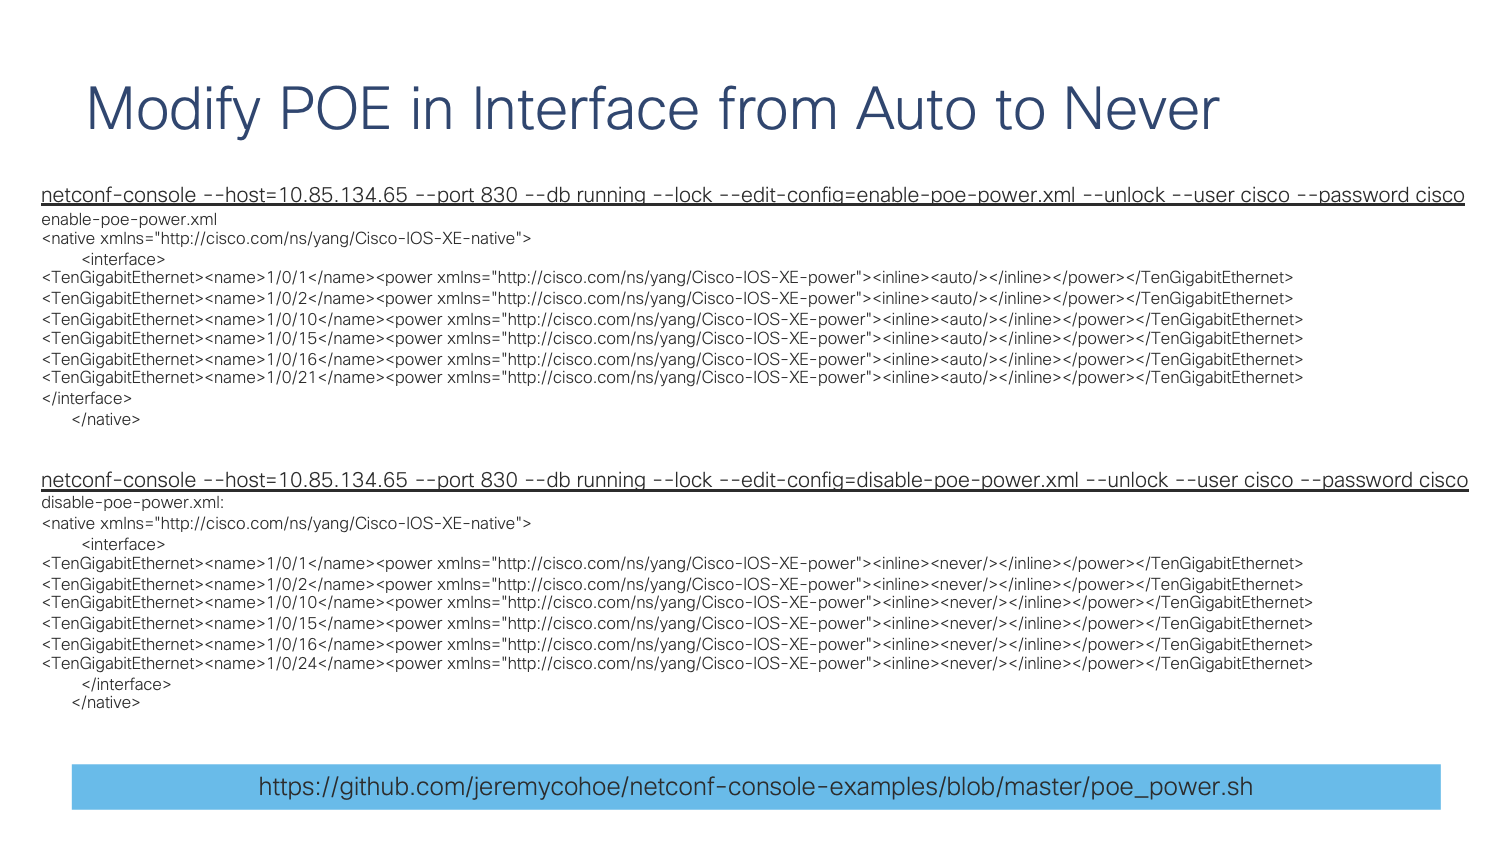 Modify POE in Interface from Auto to Never
netconf-console --host=10.85.134.65 --port 830 --db running --lock --edit-config=enable-poe-power.xml --unlock --user cisco --password cisco
enable-poe-power.xml
<native xmlns="http://cisco.com/ns/yang/Cisco-IOS-XE-native">
<interface>
<TenGigabitEthernet><name>1/0/1</name><power xmlns="http://cisco.com/ns/yang/Cisco-IOS-XE-power"><inline><auto/></inline></power></TenGigabitEthernet>
<TenGigabitEthernet><name>1/0/2</name><power xmlns="http://cisco.com/ns/yang/Cisco-IOS-XE-power"><inline><auto/></inline></power></TenGigabitEthernet>
<TenGigabitEthernet><name>1/0/10</name><power xmlns="http://cisco.com/ns/yang/Cisco-IOS-XE-power"><inline><auto/></inline></power></TenGigabitEthernet>
<TenGigabitEthernet><name>1/0/15</name><power xmlns="http://cisco.com/ns/yang/Cisco-IOS-XE-power"><inline><auto/></inline></power></TenGigabitEthernet>
<TenGigabitEthernet><name>1/0/16</name><power xmlns="http://cisco.com/ns/yang/Cisco-IOS-XE-power"><inline><auto/></inline></power></TenGigabitEthernet>
<TenGigabitEthernet><name>1/0/21</name><power xmlns="http://cisco.com/ns/yang/Cisco-IOS-XE-power"><inline><auto/></inline></power></TenGigabitEthernet>
</interface>
</native>
netconf-console --host=10.85.134.65 --port 830 --db running --lock --edit-config=disable-poe-power.xml --unlock --user cisco --password cisco
disable-poe-power.xml:
<native xmlns="http://cisco.com/ns/yang/Cisco-IOS-XE-native">
<interface>
<TenGigabitEthernet><name>1/0/1</name><power xmlns="http://cisco.com/ns/yang/Cisco-IOS-XE-power"><inline><never/></inline></power></TenGigabitEthernet>
<TenGigabitEthernet><name>1/0/2</name><power xmlns="http://cisco.com/ns/yang/Cisco-IOS-XE-power"><inline><never/></inline></power></TenGigabitEthernet>
<TenGigabitEthernet><name>1/0/10</name><power xmlns="http://cisco.com/ns/yang/Cisco-IOS-XE-power"><inline><never/></inline></power></TenGigabitEthernet>
<TenGigabitEthernet><name>1/0/15</name><power xmlns="http://cisco.com/ns/yang/Cisco-IOS-XE-power"><inline><never/></inline></power></TenGigabitEthernet>
<TenGigabitEthernet><name>1/0/16</name><power xmlns="http://cisco.com/ns/yang/Cisco-IOS-XE-power"><inline><never/></inline></power></TenGigabitEthernet>
<TenGigabitEthernet><name>1/0/24</name><power xmlns="http://cisco.com/ns/yang/Cisco-IOS-XE-power"><inline><never/></inline></power></TenGigabitEthernet>
</interface>
</native>
https://github.com/jeremycohoe/netconf-console-examples/blob/master/poe_power.sh